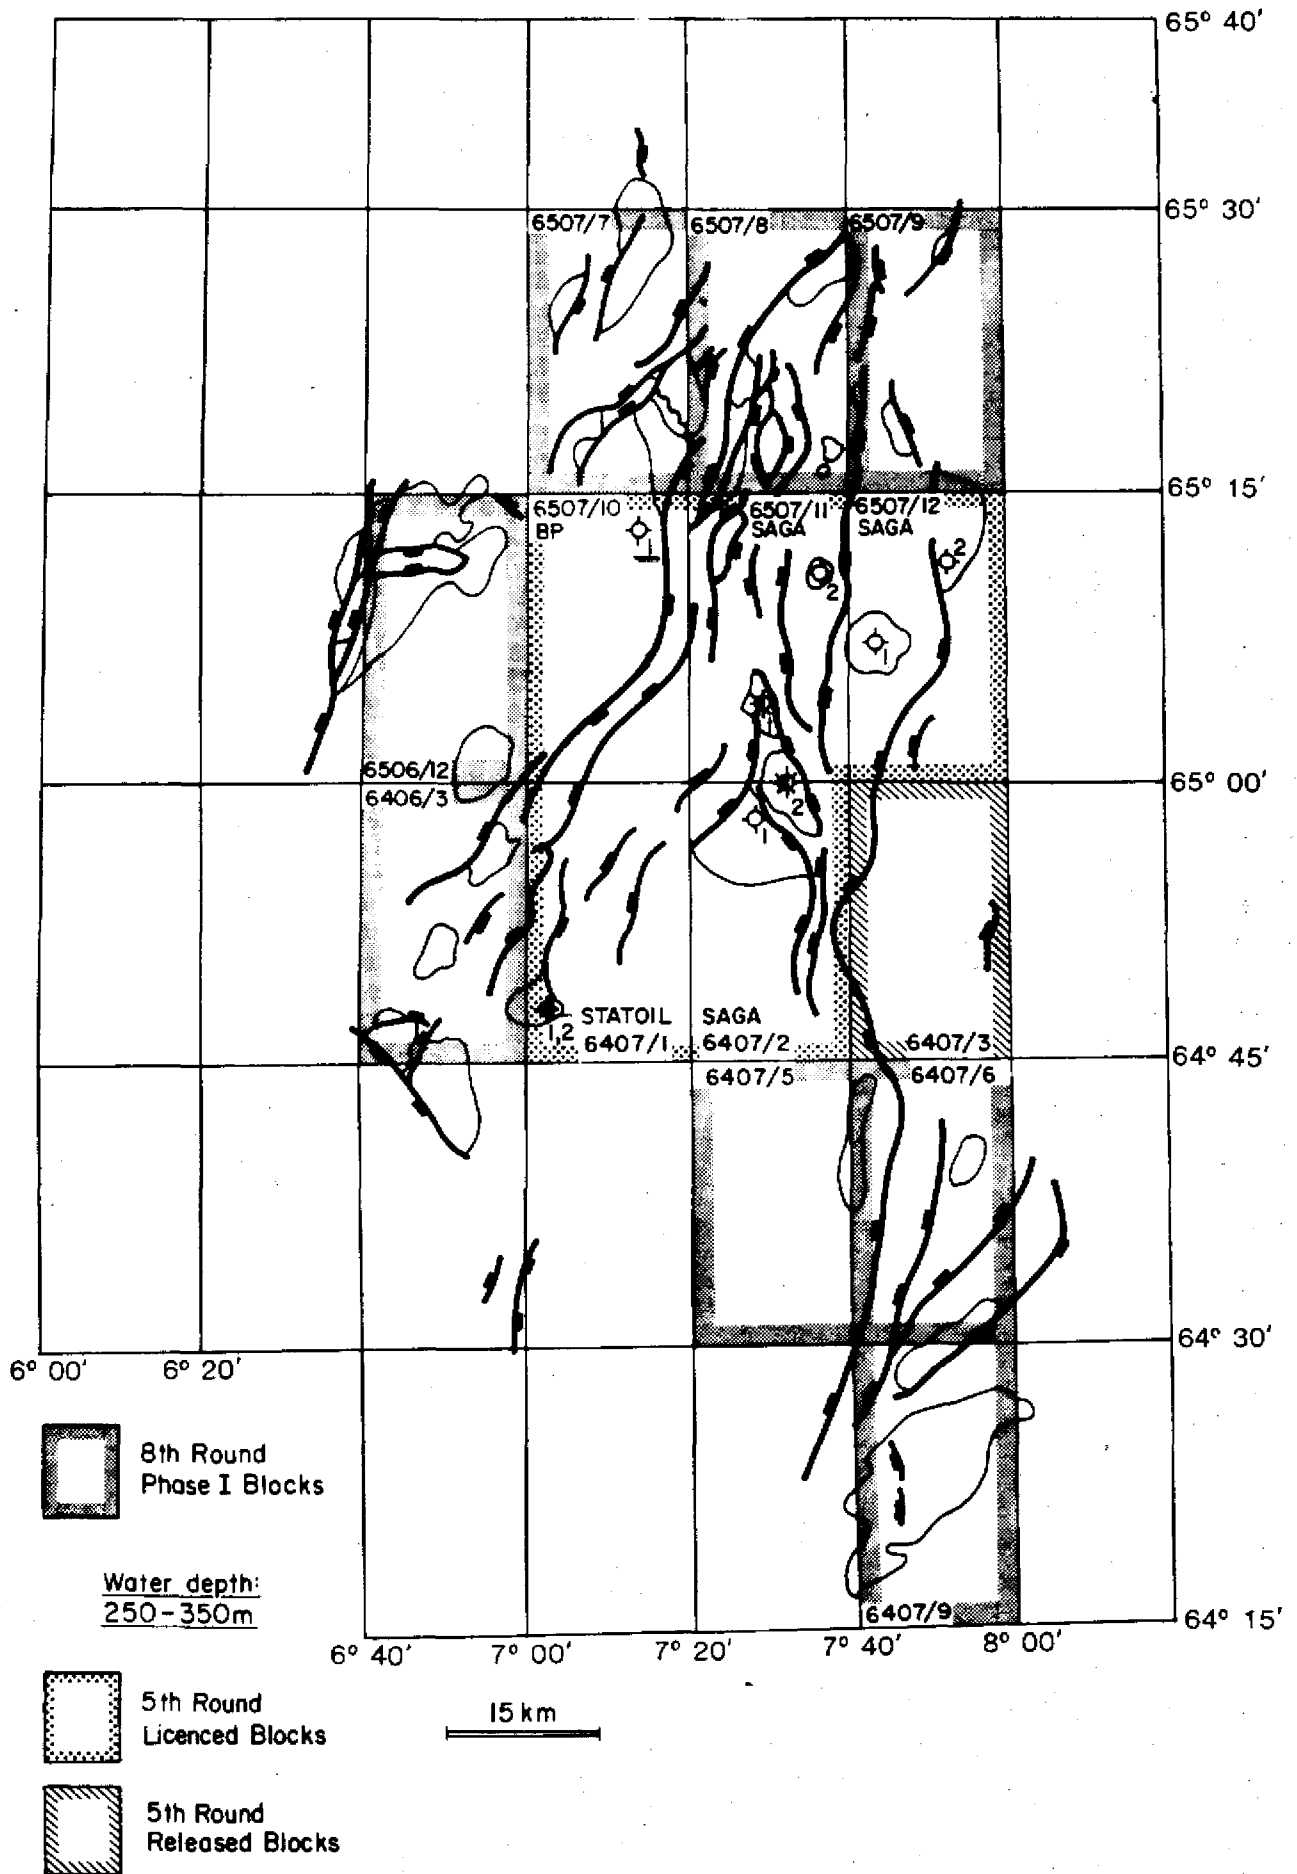 65° 40'
65° 30'
6507/7
6507/8
6507/9
65° 15'
6507/10
BP
6507/11
SAGA
6507/12
SAGA
1
2
2
1
1
6506/12
6406/3
65° 00'
2
1
1,2
STATOIL
6407/1
SAGA
6407/2
6407/3
64° 45'
6407/5
6407/6
64° 30'
6° 00'
6° 20'
8th Round
Phase I Blocks
Water depth:
250-350m
6407/9
64° 15'
6° 40'
7° 00'
7° 20'
7° 40'
8° 00'
5th Round
Licenced Blocks
15 km
5th Round
Released Blocks